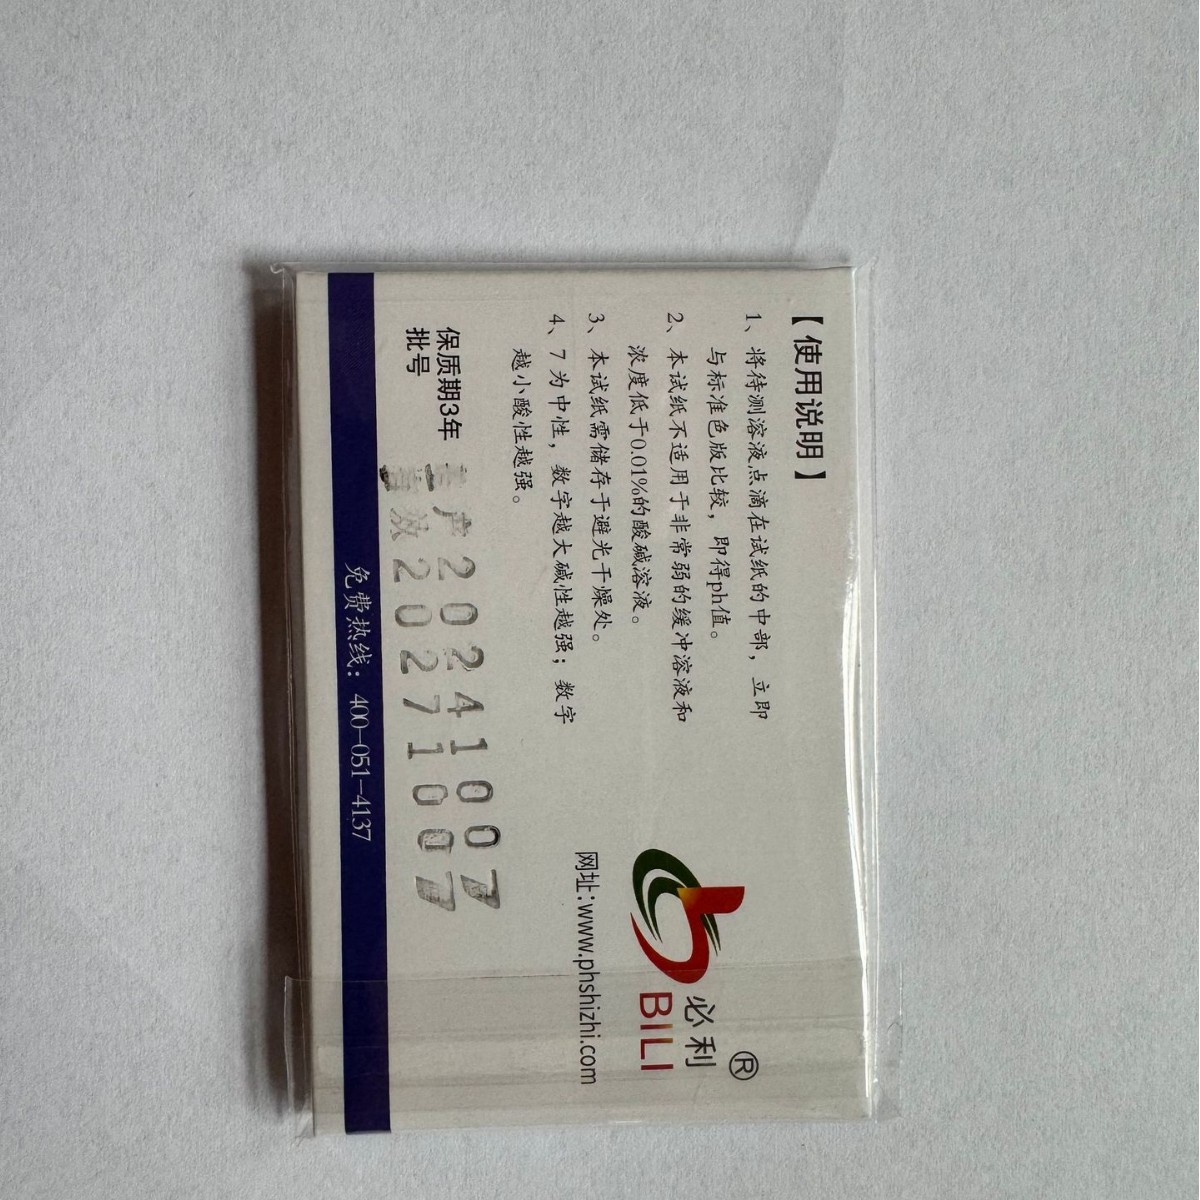 【使用说明】
1、将待测溶液点滴在试纸的中部，立即
与标准色版比较，即得ph值。
2、本试纸不适用于非常弱的缓冲溶液和
浓度低于0.01%的酸碱溶液。
3、本试纸需储存于避光干燥处。
4、7为中性，数字越大碱性越强；数字
越小酸性越强。
保质期3年
批号
产20241007
效20271007
必利®
BILI
网址:www.phshizhi.com
免费热线：400-051-4137